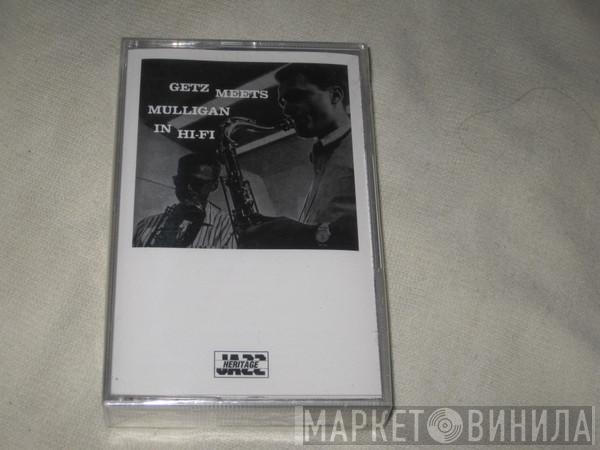 GETZ MEETS
MULLIGAN
IN HI-FI
JAZZ
HERITAGE
МАРКЕТ ВИНИЛА